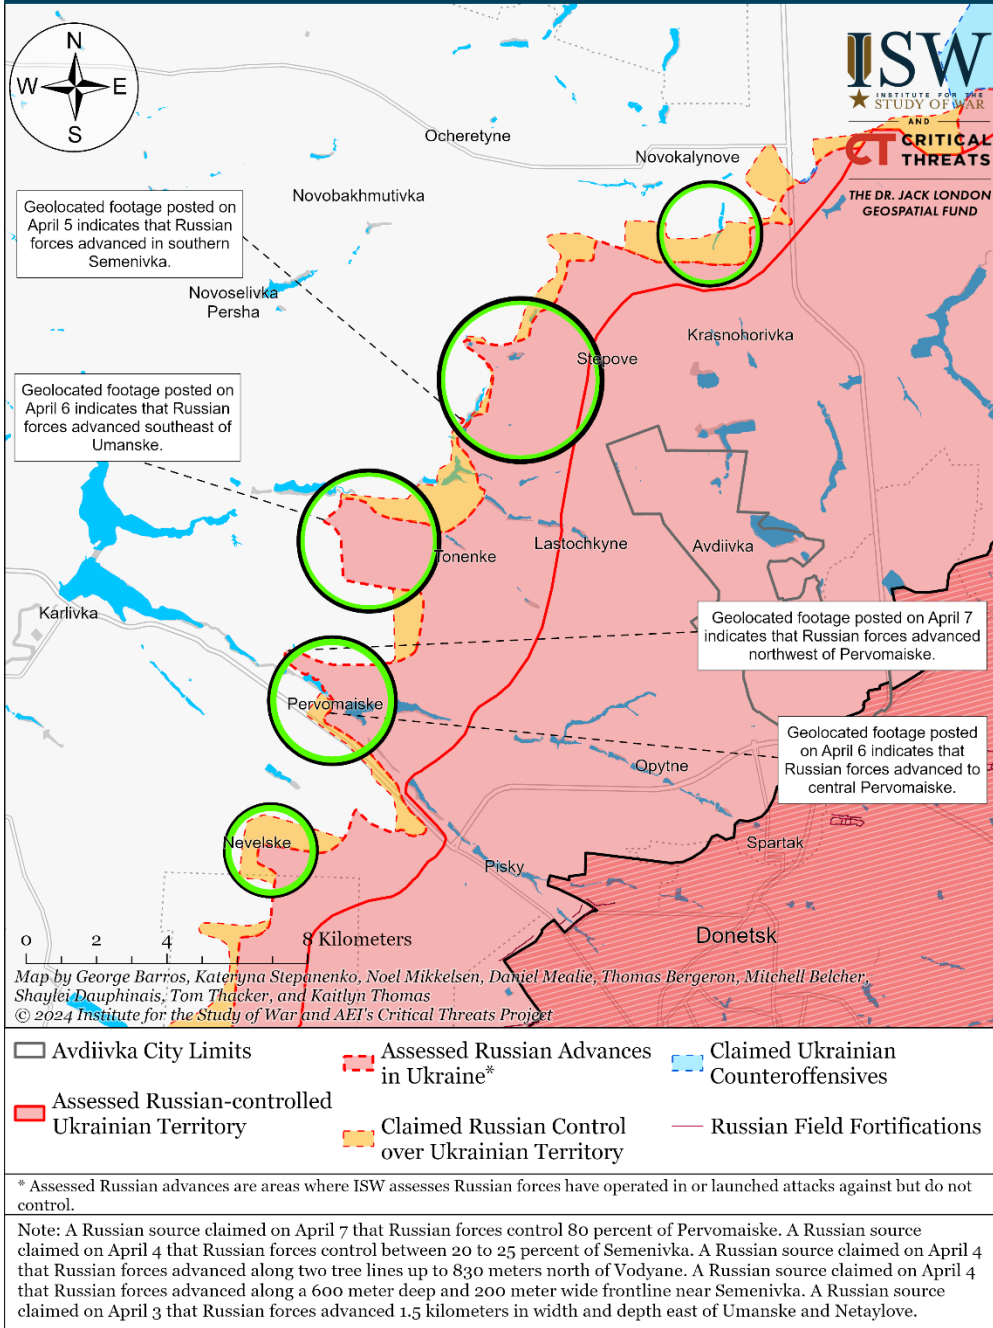 N
W E
S
ISW
INSTITUTE FOR THE
STUDY OF WAR
AND
CT CRITICAL
THREATS
THE DR. JACK LONDON
GEOSPATIAL FUND
Ocheretyne
Novokalynove
Novobakhmutivka
Geolocated footage posted on
April 5 indicates that Russian
forces advanced in southern
Semenivka.
Novoselivka
Persha
Krasnohorivka
Stepove
Geolocated footage posted on
April 6 indicates that Russian
forces advanced southeast of
Umanske.
Lastochkyne
Avdiivka
Tonenke
Karlivka
Geolocated footage posted on April 7
indicates that Russian forces advanced
northwest of Pervomaiske.
Pervomaiske
Geolocated footage posted
on April 6 indicates that
Russian forces advanced to
central Pervomaiske.
Opytne
Nevelske
Spartak
Pisky
Donetsk
0 2 4 8 Kilometers
Map by George Barros, Kateryna Stepanenko, Noel Mikkelsen, Daniel Mealie, Thomas Bergeron, Mitchell Belcher,
Shaylei Dauphinais, Tom Thacker, and Kaitlyn Thomas
© 2024 Institute for the Study of War and AEI's Critical Threats Project
Avdiivka City Limits
Assessed Russian-controlled
Ukrainian Territory
Assessed Russian Advances
in Ukraine*
Claimed Russian Control
over Ukrainian Territory
Claimed Ukrainian
Counteroffensives
Russian Field Fortifications
* Assessed Russian advances are areas where ISW assesses Russian forces have operated in or launched attacks against but do not
control.
Note: A Russian source claimed on April 7 that Russian forces control 80 percent of Pervomaiske. A Russian source
claimed on April 4 that Russian forces control between 20 to 25 percent of Semenivka. A Russian source claimed on April 4
that Russian forces advanced along two tree lines up to 830 meters north of Vodyane. A Russian source claimed on April 4
that Russian forces advanced along a 600 meter deep and 200 meter wide frontline near Semenivka. A Russian source
claimed on April 3 that Russian forces advanced 1.5 kilometers in width and depth east of Umanske and Netaylove.